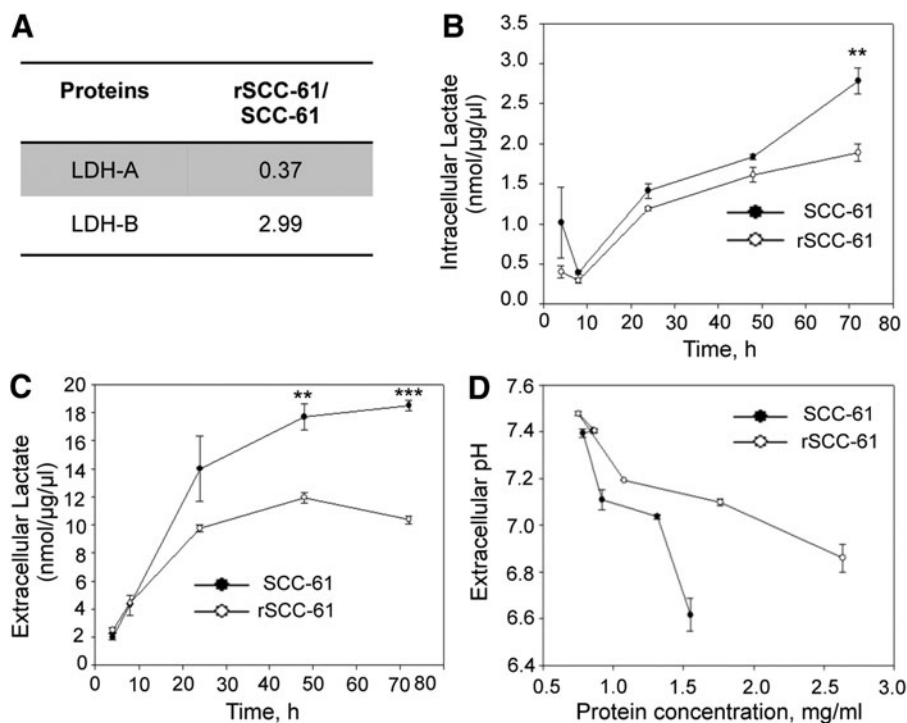 A
Proteins rSCC-61/
SCC-61
LDH-A 0.37
LDH-B 2.99
B
Intracellular Lactate
(nmol/µg/µl)
3.5
3.0
2.5
2.0
1.5
1.0
0.5
0.0
**
SCC-61
rSCC-61
0 10 20 30 40 50 60 70 80
Time, h
C
Extracellular Lactate
(nmol/µg/µl)
20
18
16
14
12
10
8
6
4
2
0
** ***
SCC-61
rSCC-61
0 20 40 60 70 80
Time, h
D
Extracellular pH
7.6
7.4
7.2
7.0
6.8
6.6
6.4
SCC-61
rSCC-61
0.5 1.0 1.5 2.0 2.5 3.0
Protein concentration, mg/ml